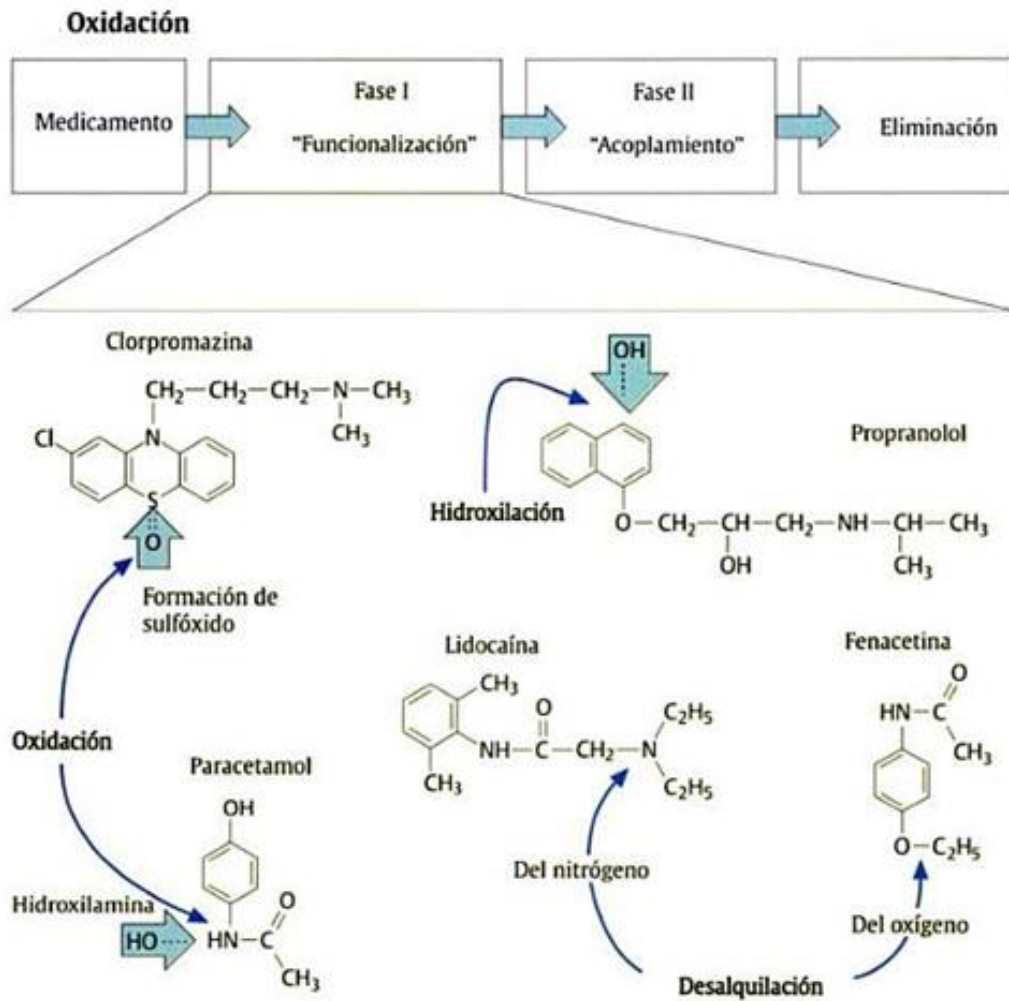 Oxidación
Medicamento
Fase I
"Funcionalización"
Fase II
"Acoplamiento"
Eliminación
Clorpromazina
CH₂—CH₂—CH₂—N—CH₃
CH₃
N
Cl
S
O
Formación de
sulfóxido
OH
Hidroxilación
Propranolol
O—CH₂—CH—CH₂—NH—CH—CH₃
OH
CH₃
Oxidación
Paracetamol
OH
Hidroxilamina
HO
O
HN—C
CH₃
Lidocaína
CH₃
O
C₂H₅
NH—C—CH₂—N
CH₃
C₂H₅
Del nitrógeno
Fenacetina
O
HN—C
CH₃
O—C₂H₅
Del oxígeno
Desalquilación